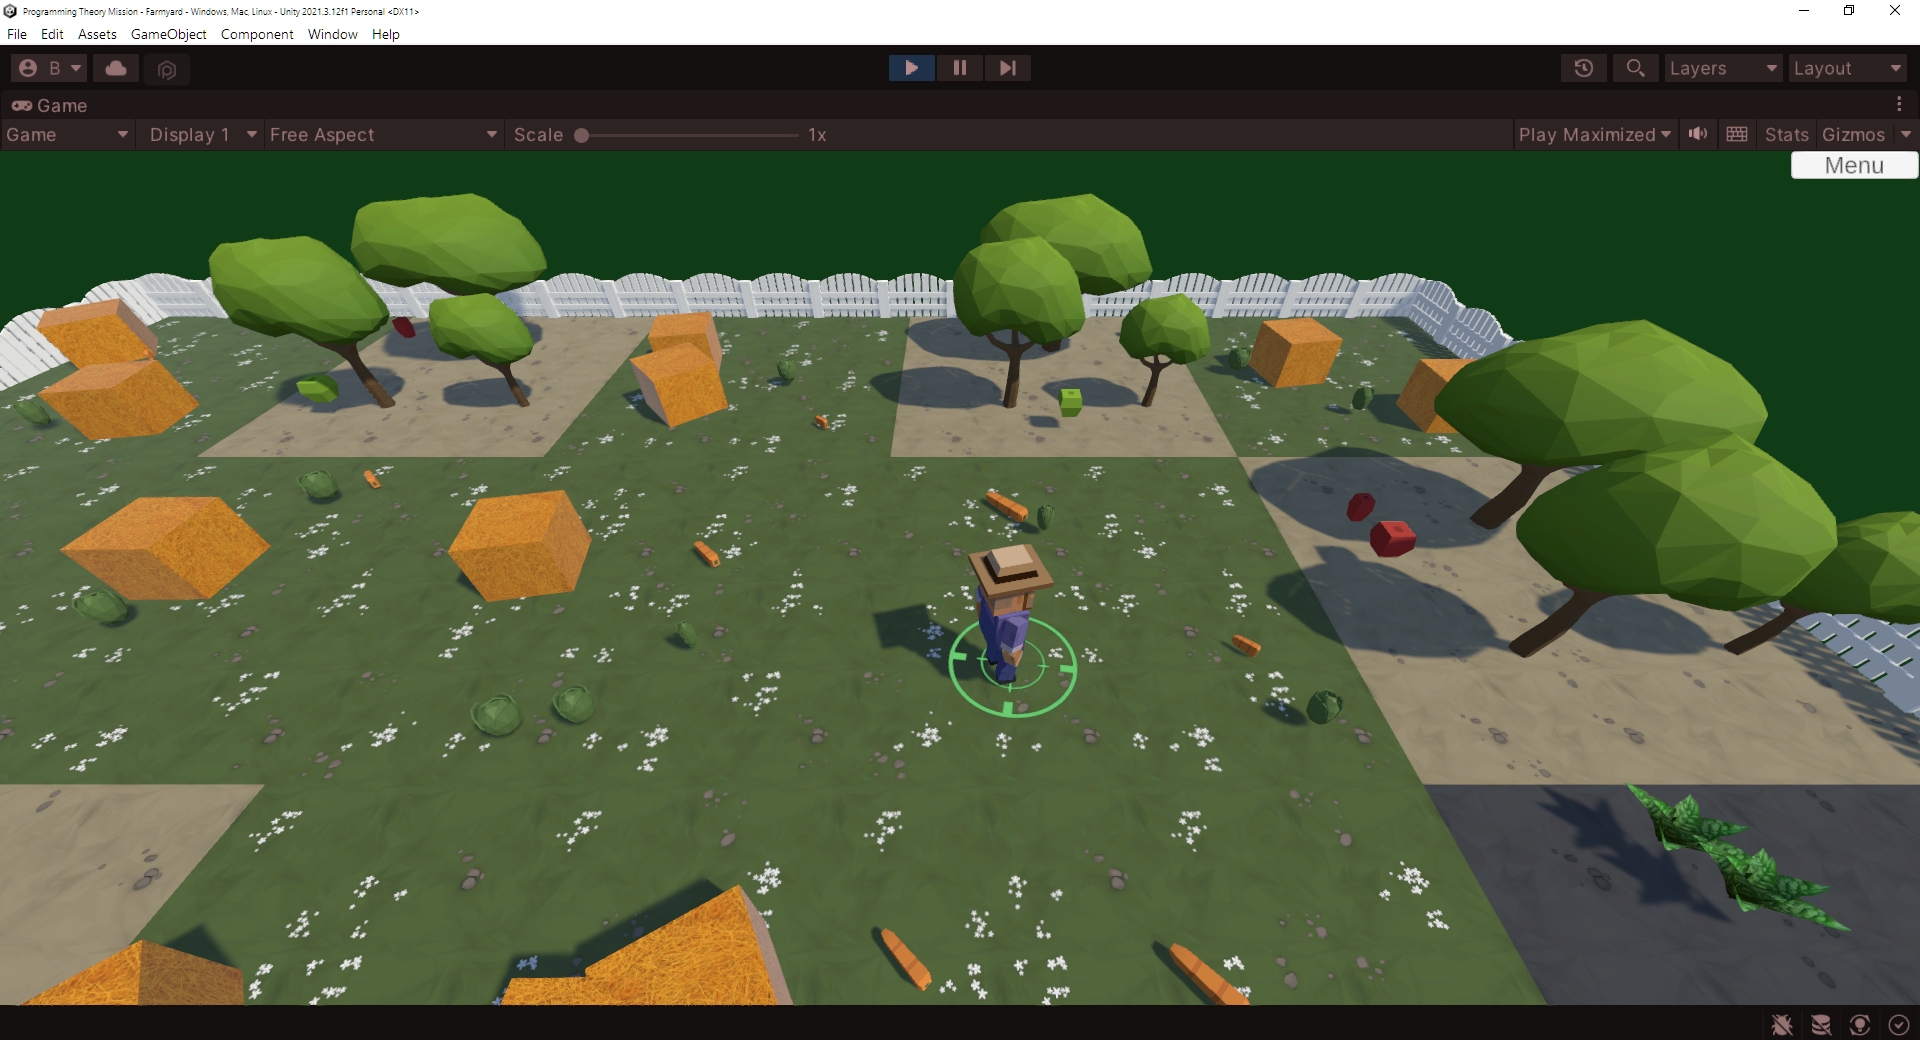 Programming Theory Mission - Farmyard - Windows, Mac, Linux - Unity 2021.3.12f1 Personal <DX11>
File Edit Assets GameObject Component Window Help
B Layers Layout
Game
Game Display 1 Free Aspect Scale 1x Play Maximized Stats Gizmos
Menu